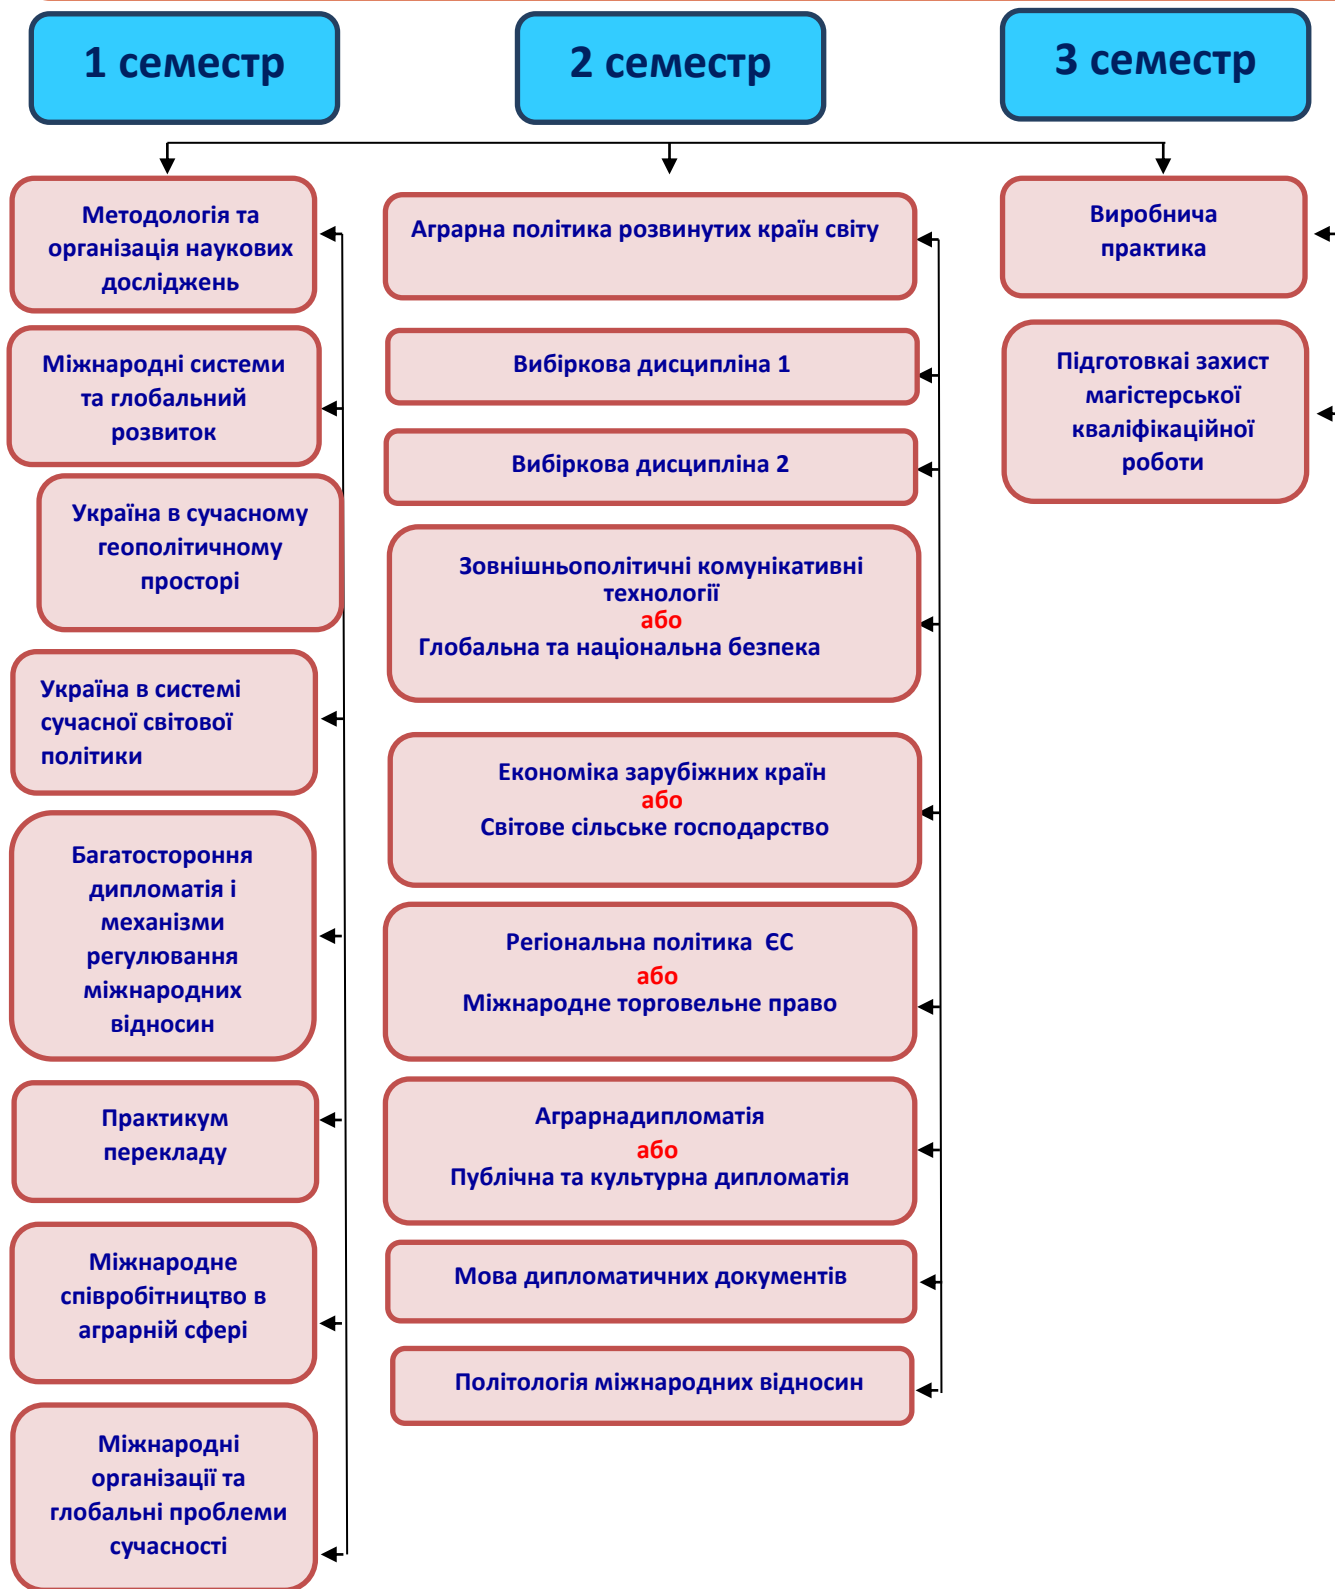 1 семестр
2 семестр
3 семестр
Методологія та
організація наукових
досліджень
Міжнародні системи
та глобальний
розвиток
Україна в сучасному
геополітичному
просторі
Україна в системі
сучасної світової
політики
Багатостороння
дипломатія і
механізми
регулювання
міжнародних
відносин
Практикум
перекладу
Міжнародне
співробітництво в
аграрній сфері
Міжнародні
організації та
глобальні проблеми
сучасності
Аграрна політика розвинутих країн світу
Вибіркова дисципліна 1
Вибіркова дисципліна 2
Зовнішньополітичні комунікативні
технології
або
Глобальна та національна безпека
Економіка зарубіжних країн
або
Світове сільське господарство
Регіональна політика ЄС
або
Міжнародне торговельне право
Аграрнадипломатія
або
Публічна та культурна дипломатія
Мова дипломатичних документів
Політологія міжнародних відносин
Виробнича
практика
Підготовкаі захист
магістерської
кваліфікаційної
роботи